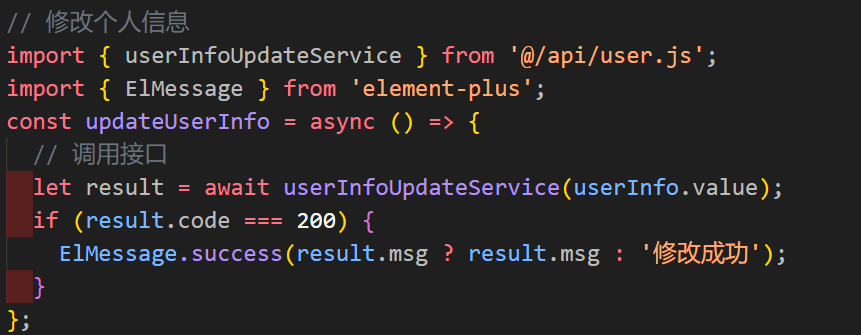 // 修改个人信息
import { userInfoUpdateService } from '@/api/user.js';
import { ElMessage } from 'element-plus';
const updateUserInfo = async () => {
  // 调用接口
  let result = await userInfoUpdateService(userInfo.value);
  if (result.code === 200) {
    ElMessage.success(result.msg ? result.msg : '修改成功');
  }
};